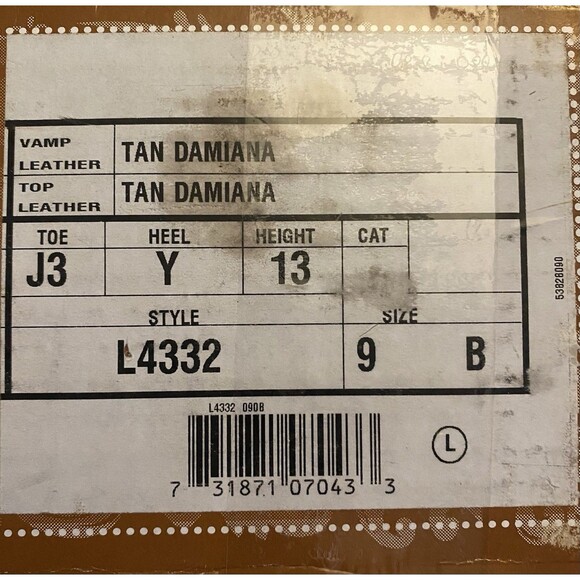 VAMP LEATHER TAN DAMIANA
TOP LEATHER TAN DAMIANA
TOE HEEL HEIGHT CAT
J3 Y 13
STYLE SIZE
L4332 9 B
L4332 090B
7 31871 07043 3
L
53828090